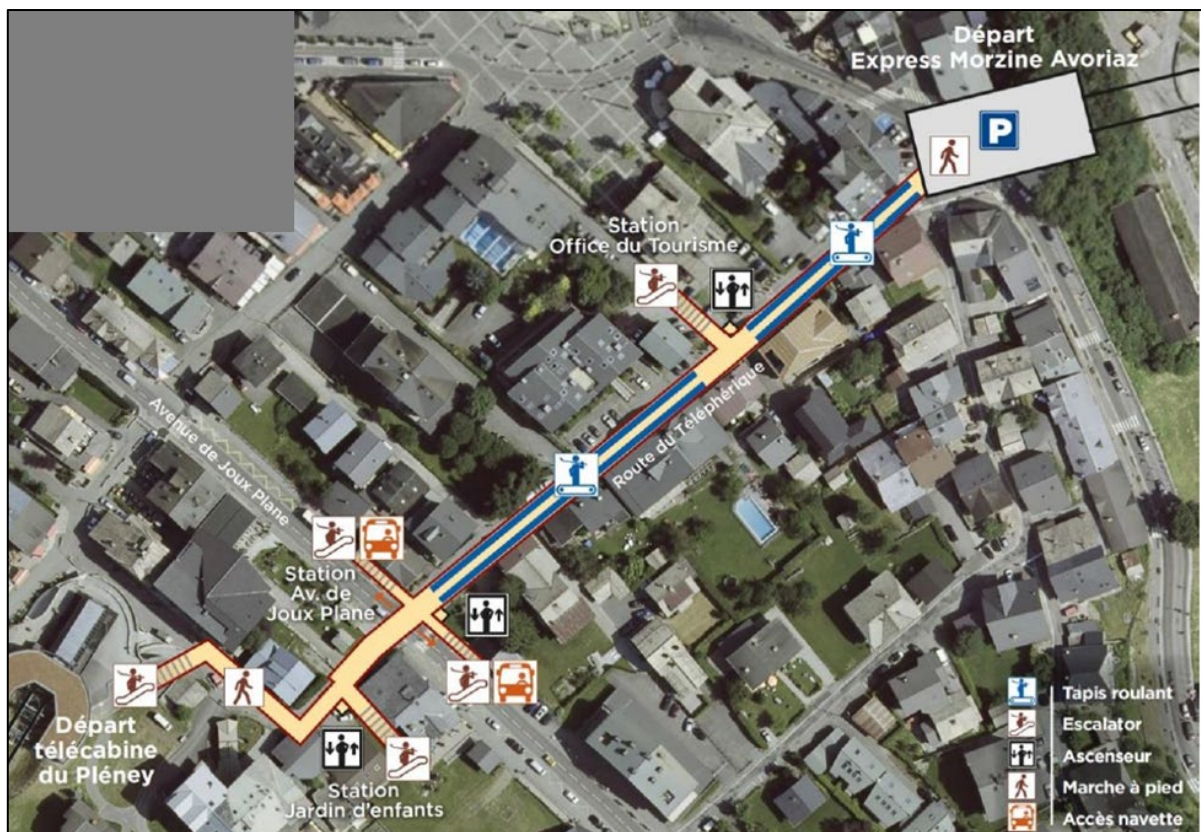 Départ
Express Morzine Avoriaz
P
Station
Office du Tourisme
Route du Téléphérique
Avenue de Joux Plane
Station
Av. de
Joux Plane
Départ
télécabine
du Pléney
Station
Jardin d'enfants
Tapis roulant
Escalator
Ascenseur
Marche à pied
Accès navette